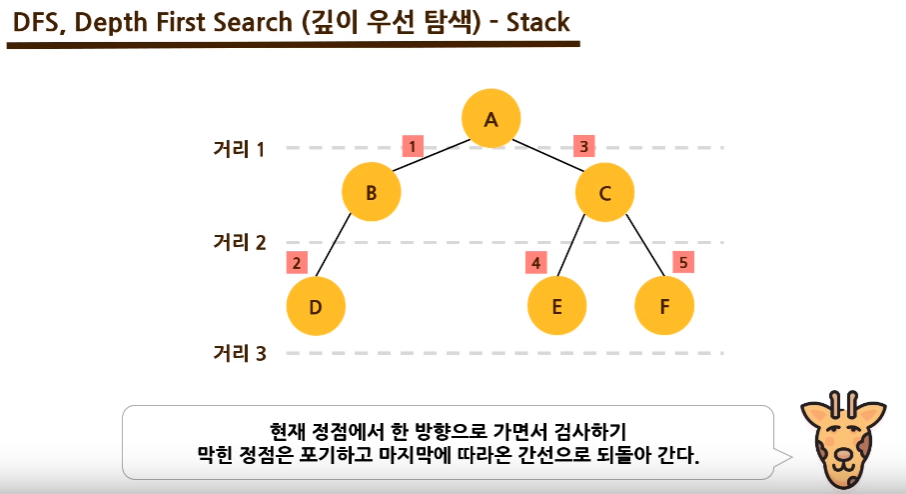 DFS, Depth First Search (깊이 우선 탐색) - Stack
A
거리 1
1
3
B
C
거리 2
2
4
5
D
E
F
거리 3
현재 정점에서 한 방향으로 가면서 검사하기
막힌 정점은 포기하고 마지막에 따라온 간선으로 되돌아 간다.